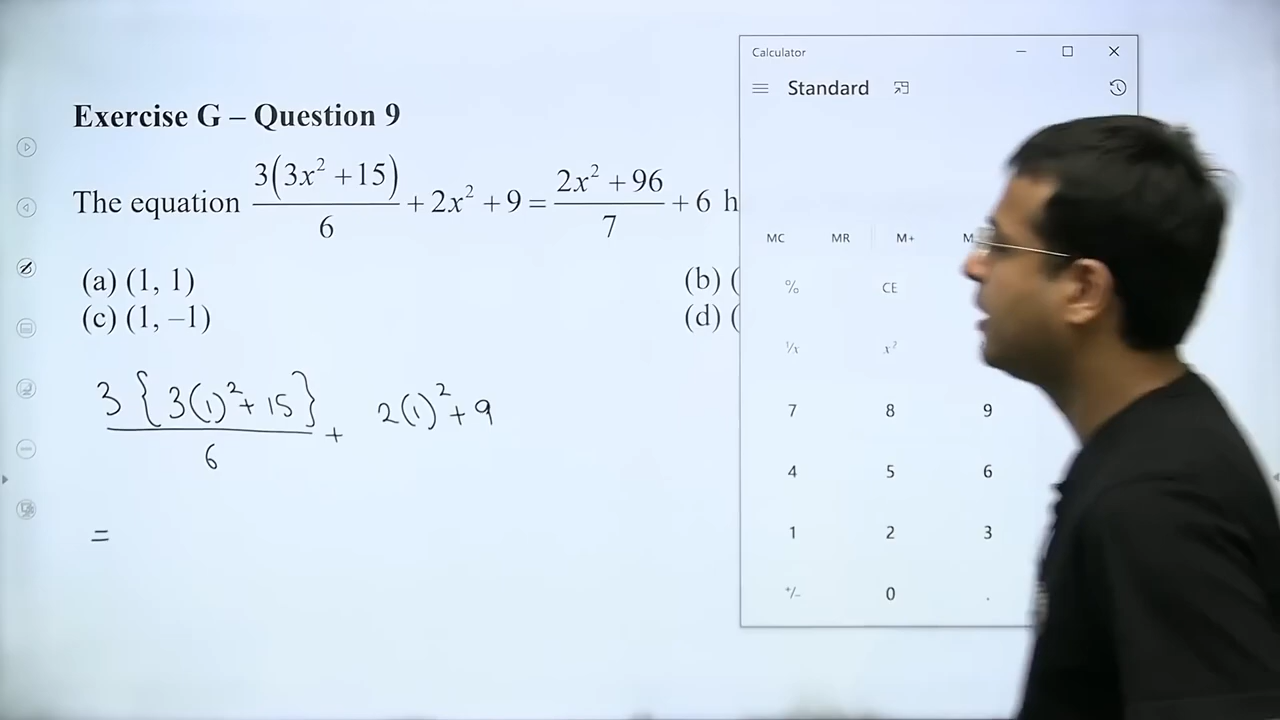 Calculator
Standard
Exercise G – Question 9
The equation 3(3x² +15)/6 + 2x² + 9 = (2x² + 96)/7 + 6 h
(a) (1, 1)
(b) (
(c) (1, –1)
(d) (
3{3(1)²+15}/6 + 2(1)²+9
=
MC MR M+ M
% CE
¹/x x²
7 8 9
4 5 6
1 2 3
+/- 0 .